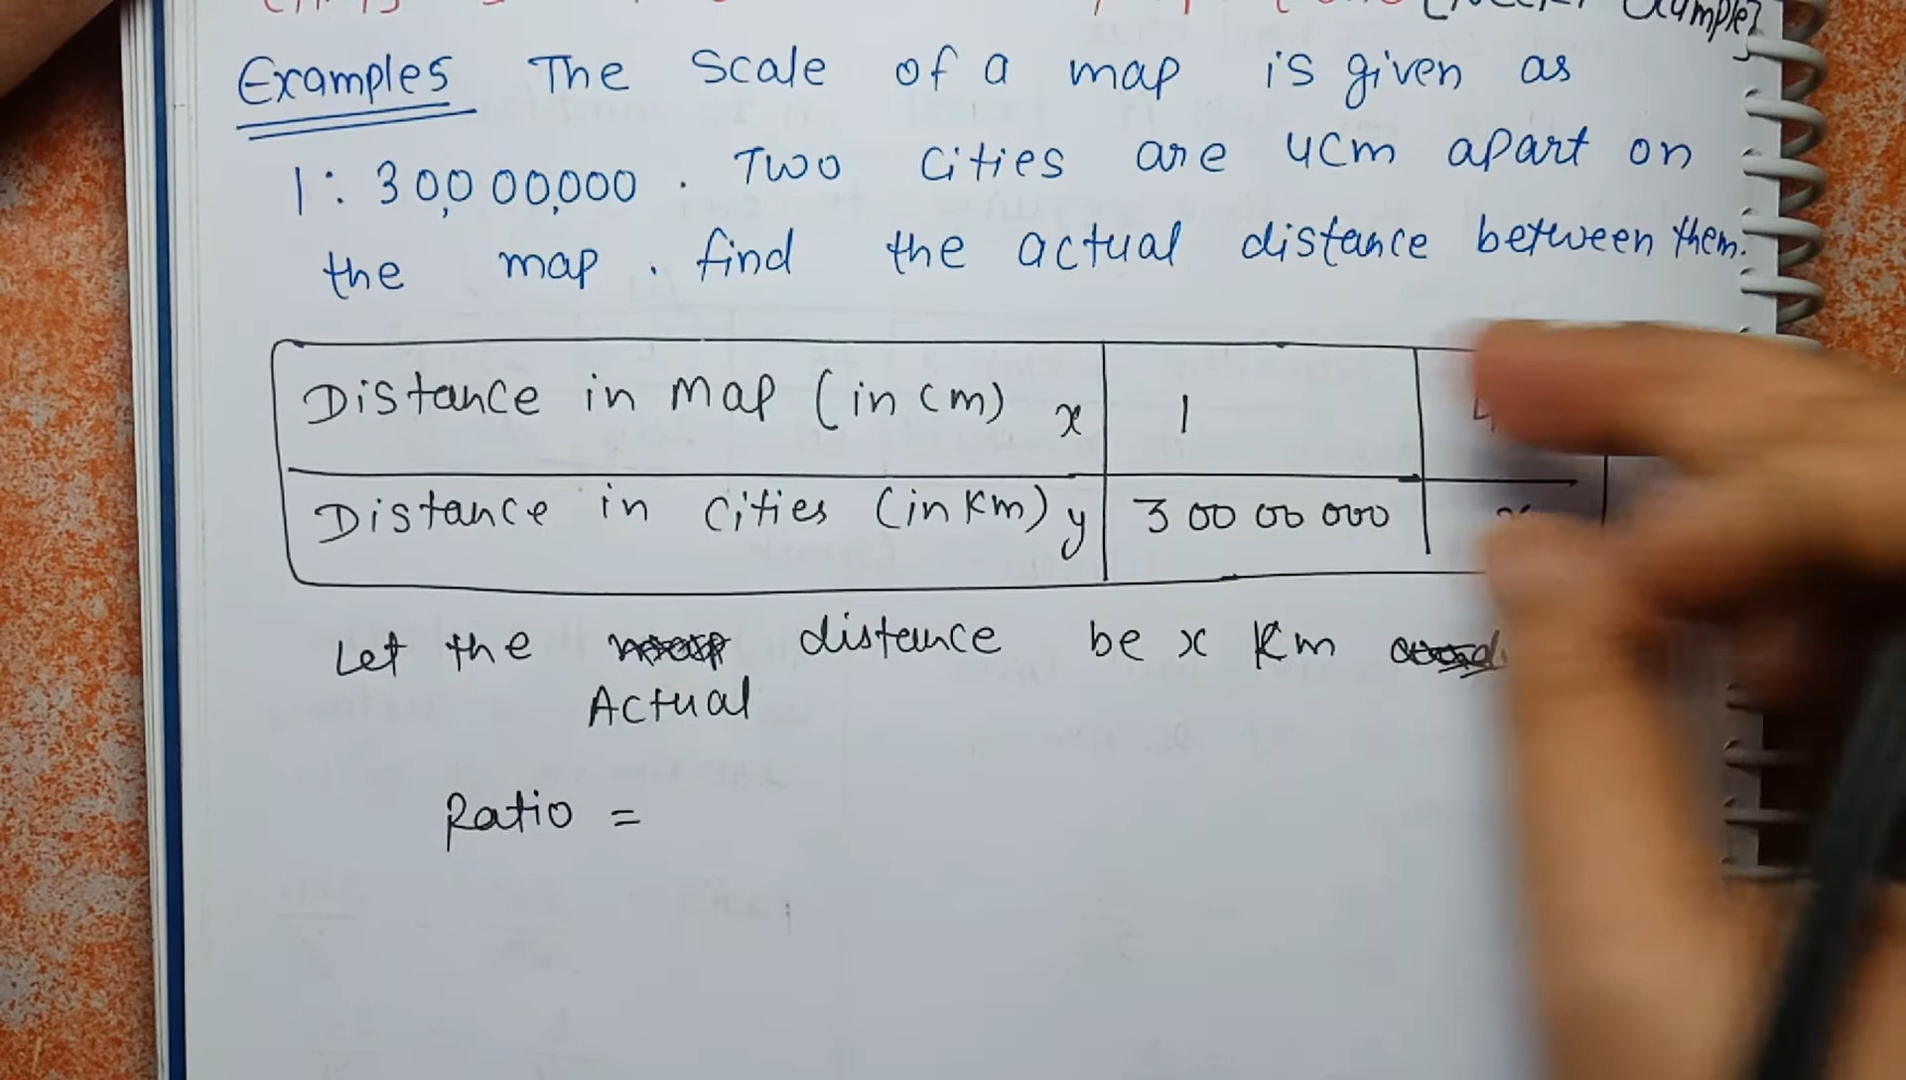 Examples The Scale of a map is given as
1 : 30,00,000 . Two Cities are 4cm apart on
the map . find the actual distance between them.
Distance in map (in cm) x 1
Distance in cities (in km) y 300 00 000
Let the distance be x Km
Actual
Ratio =